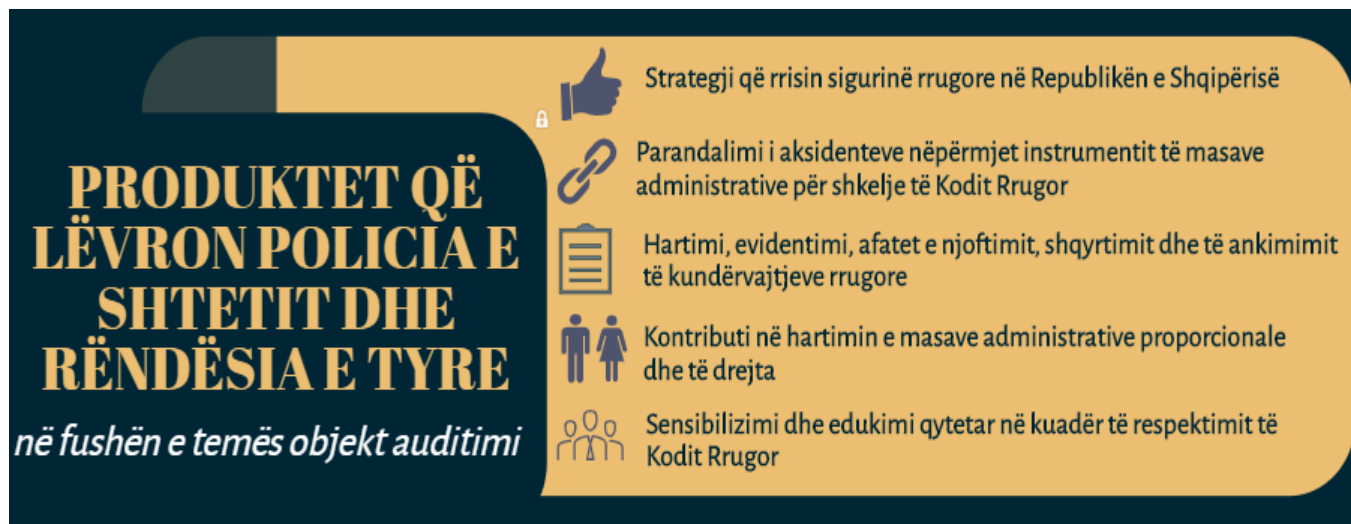 PRODUKTET QË
LËVRON POLICIA E
SHTETIT DHE
RËNDËSIA E TYRE
në fushën e temës objekt auditimi
Strategji që rrisin sigurinë rrugore në Republikën e Shqipërisë
Parandalimi i aksidenteve nëpërmjet instrumentit të masave
administrative për shkelje të Kodit Rrugor
Hartimi, evidentimi, afatet e njoftimit, shqyrtimit dhe të ankimimit
të kundërvajtjeve rrugore
Kontributi në hartimin e masave administrative proporcionale
dhe të drejta
Sensibilizimi dhe edukimi qytetar në kuadër të respektimit të
Kodit Rrugor